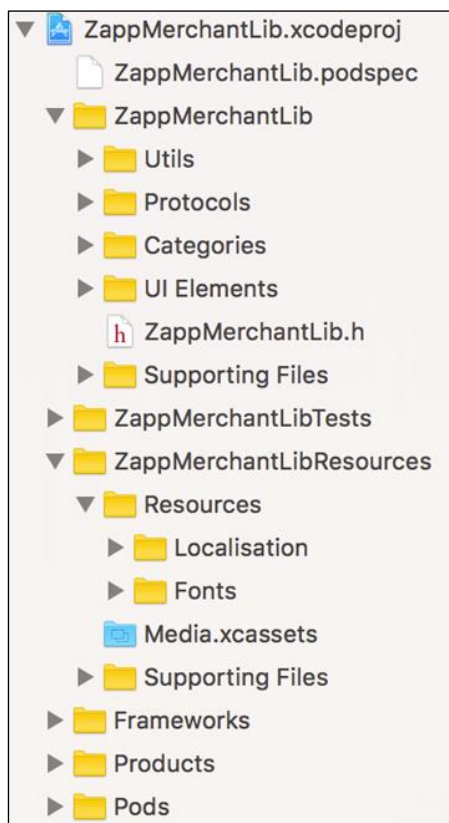 ZappMerchantLib.xcodeproj
ZappMerchantLib.podspec
ZappMerchantLib
Utils
Protocols
Categories
UI Elements
h ZappMerchantLib.h
Supporting Files
ZappMerchantLibTests
ZappMerchantLibResources
Resources
Localisation
Fonts
Media.xcassets
Supporting Files
Frameworks
Products
Pods